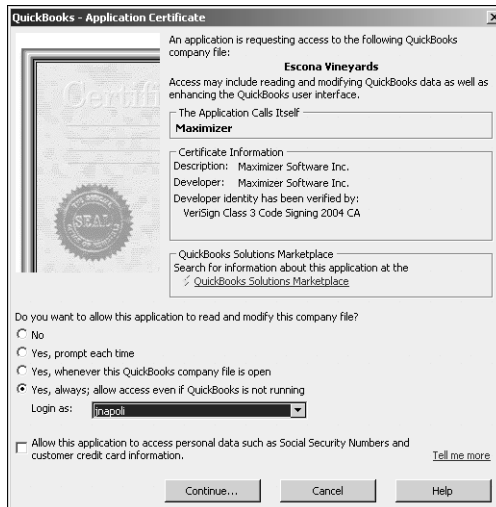 QuickBooks - Application Certificate
An application is requesting access to the following QuickBooks
company file:
Escona Vineyards
Access may include reading and modifying QuickBooks data as well as
enhancing the QuickBooks user interface.
The Application Calls Itself
Maximizer
Certificate Information
Description: Maximizer Software Inc.
Developer: Maximizer Software Inc.
Developer identity has been verified by:
VeriSign Class 3 Code Signing 2004 CA
QuickBooks Solutions Marketplace
Search for information about this application at the
QuickBooks Solutions Marketplace
Certifi
SEAL
Do you want to allow this application to read and modify this company file?
No
Yes, prompt each time
Yes, whenever this QuickBooks company file is open
Yes, always; allow access even if QuickBooks is not running
Login as: jnapoli
Allow this application to access personal data such as Social Security Numbers and
customer credit card information.
Tell me more
Continue...
Cancel
Help